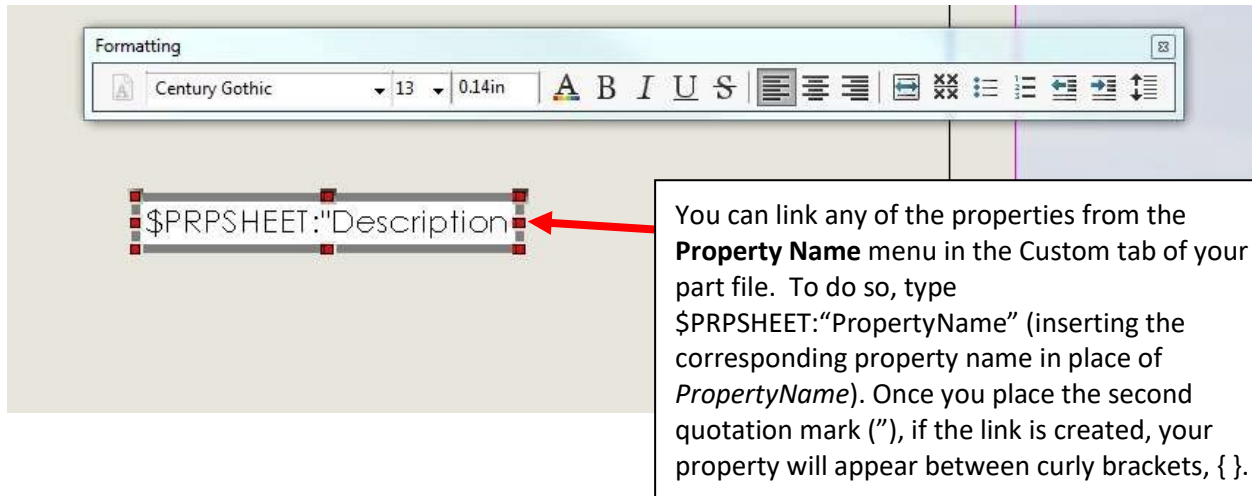 Formatting
Century Gothic 13 0.14in A B I U S
$PRPSHEET:"Description
You can link any of the properties from the
Property Name menu in the Custom tab of your
part file. To do so, type
$PRPSHEET:“PropertyName” (inserting the
corresponding property name in place of
PropertyName). Once you place the second
quotation mark (”), if the link is created, your
property will appear between curly brackets, { }.